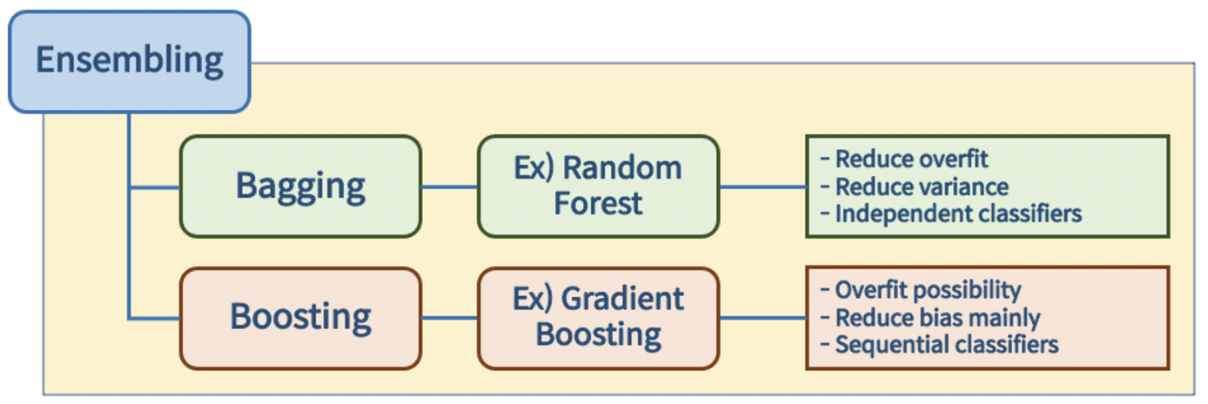 Ensembling
Bagging
Ex) Random
Forest
- Reduce overfit
- Reduce variance
- Independent classifiers
Boosting
Ex) Gradient
Boosting
- Overfit possibility
- Reduce bias mainly
- Sequential classifiers